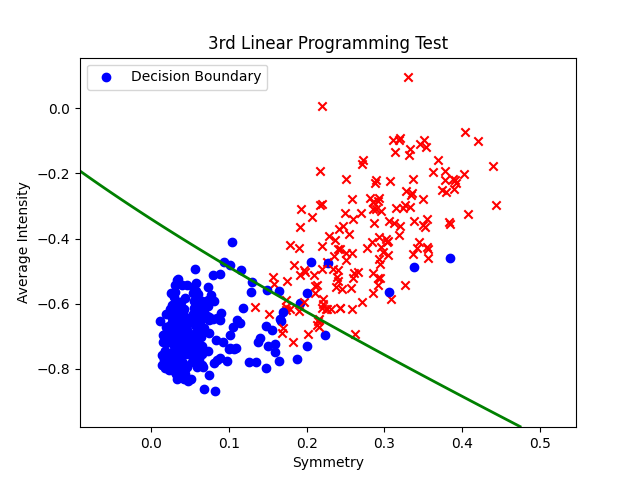 3rd Linear Programming Test
Decision Boundary
Average Intensity
0.0
−0.2
−0.4
−0.6
−0.8
0.0 0.1 0.2 0.3 0.4 0.5
Symmetry